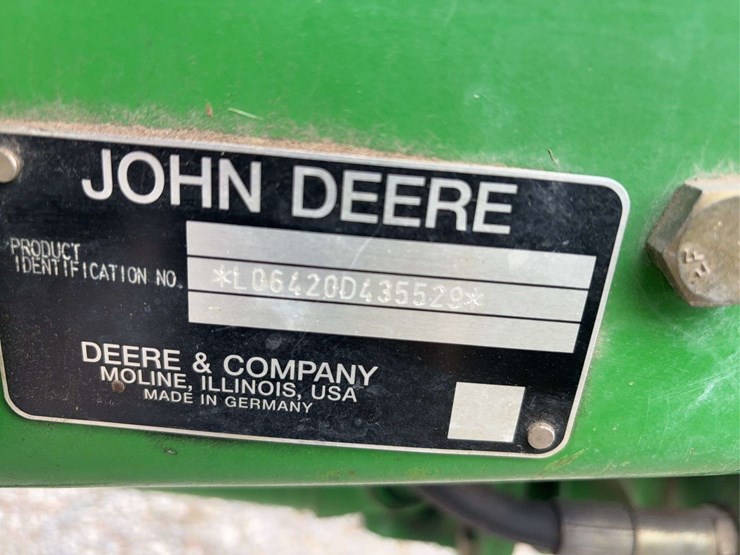 JOHN DEERE
PRODUCT
IDENTIFICATION NO.
*L06420D435529*
DEERE & COMPANY
MOLINE, ILLINOIS, USA
MADE IN GERMANY